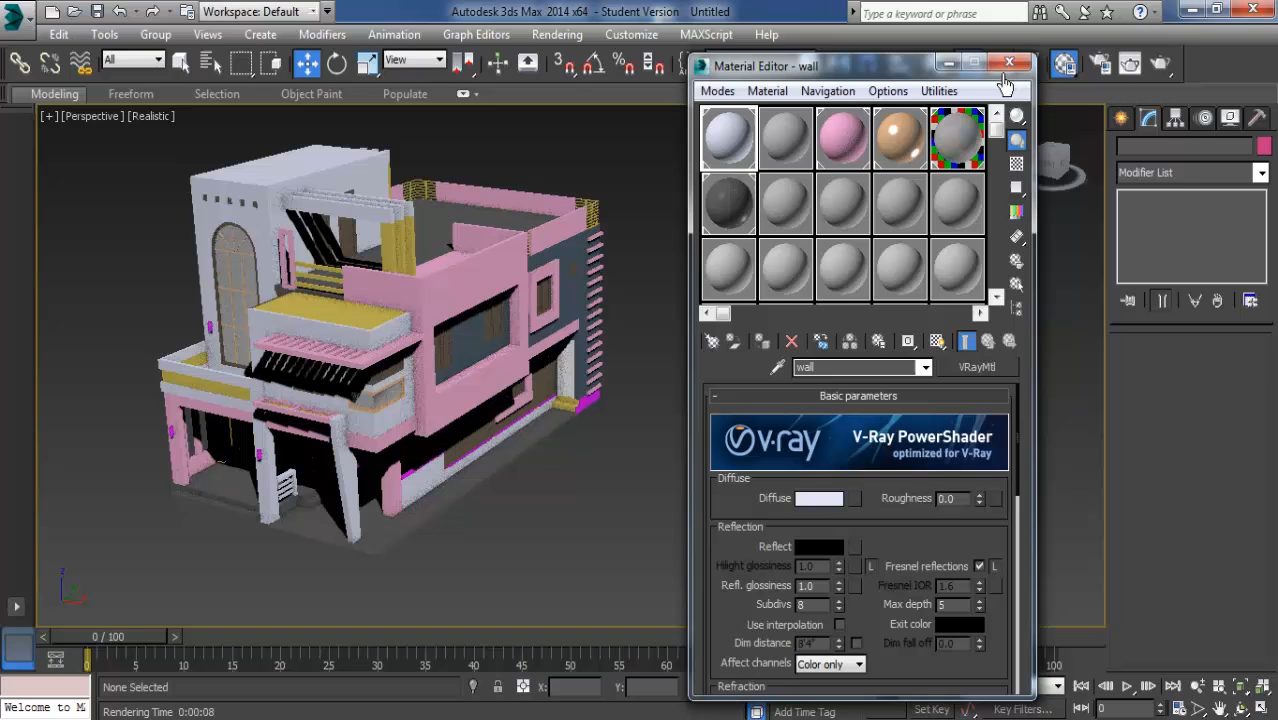 Workspace: Default
Autodesk 3ds Max 2014 x64 - Student Version Untitled
Type a keyword or phrase
Edit Tools Group Views Create Modifiers Animation Graph Editors Rendering Customize MAXScript Help
All
View
Modeling Freeform Selection Object Paint Populate
[+] [Perspective] [Realistic]
Material Editor - wall
Modes Material Navigation Options Utilities
Modifier List
wall
VRayMtl
Basic parameters
v·ray
V-Ray PowerShader
optimized for V-Ray
Diffuse
Diffuse
Roughness 0.0
Reflection
Reflect
Hilight glossiness 1.0 L Fresnel reflections L
Refl. glossiness 1.0 Fresnel IOR 1.6
Subdivs 8 Max depth 5
Use interpolation Exit color
Dim distance 8'4" Dim fall off 0.0
Affect channels Color only
Refraction
z
0 / 100
0 5 10 15 20 25 30 35 40 45 50 55 60 100
None Selected
X: Y:
Welcome to M
Rendering Time 0:00:08
Add Time Tag
Set Key
Key Filters...
0